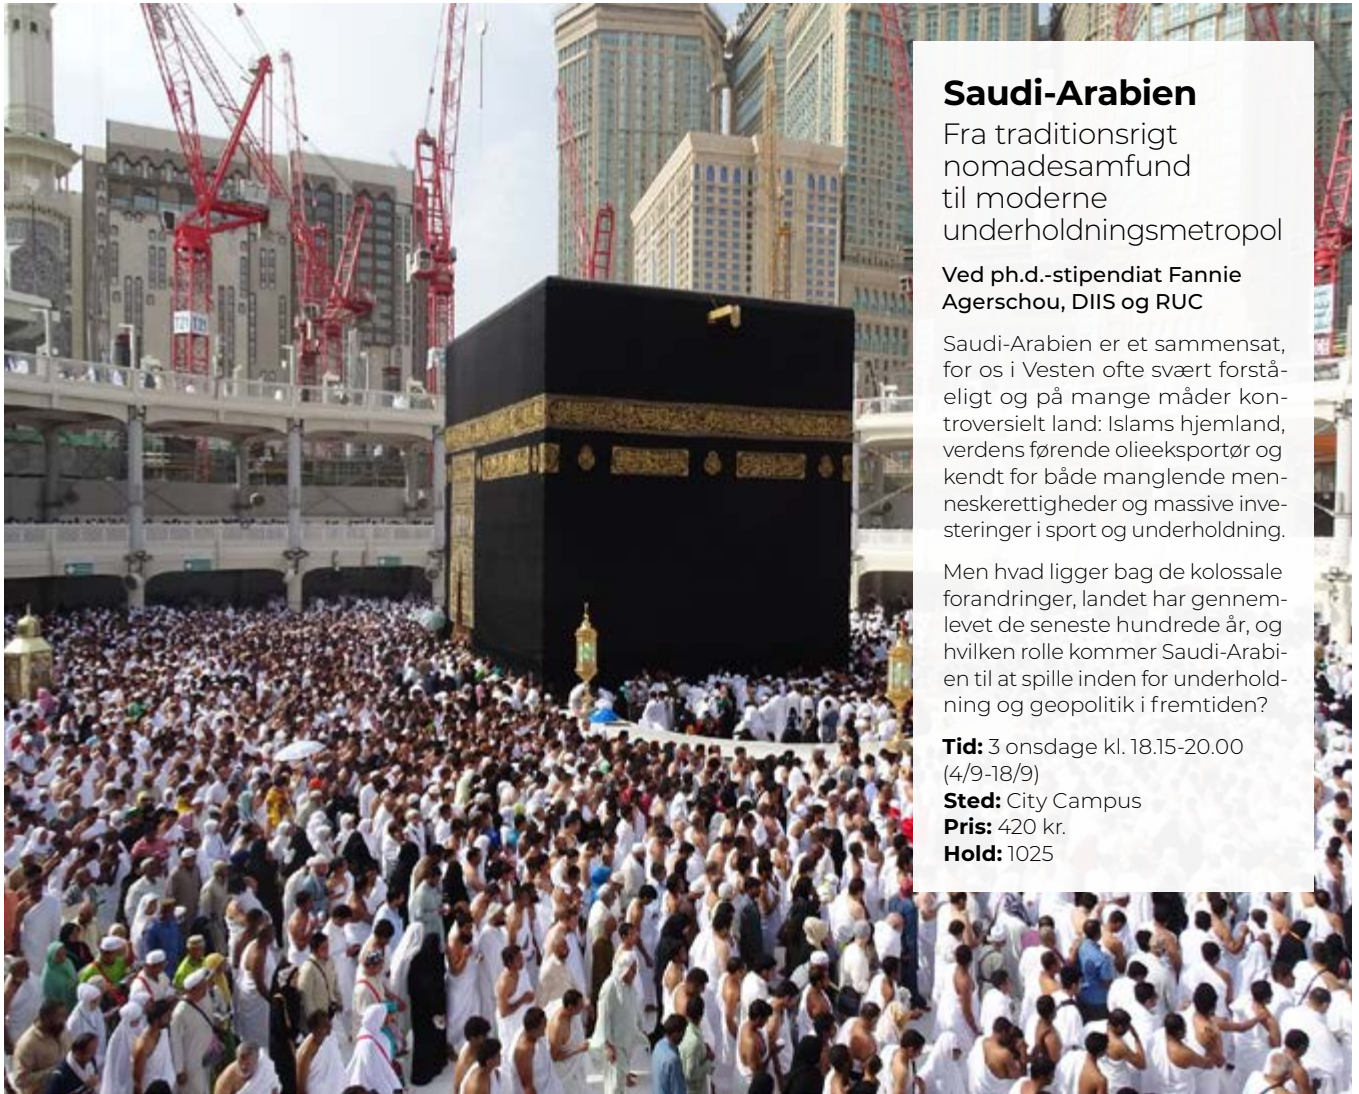 Saudi-Arabien
Fra traditionsrigt
nomadesamfund
til moderne
underholdningsmetropol
Ved ph.d.-stipendiat Fannie
Agerschou, DIIS og RUC
Saudi-Arabien er et sammensat,
for os i Vesten ofte svært forstå-
eligt og på mange måder kon-
troversielt land: Islams hjemland,
verdens førende olieeksportør og
kendt for både manglende men-
neskerettigheder og massive inve-
steringer i sport og underholdning.
Men hvad ligger bag de kolossale
forandringer, landet har gennem-
levet de seneste hundrede år, og
hvilken rolle kommer Saudi-Arabi-
en til at spille inden for underhold-
ning og geopolitik i fremtiden?
Tid: 3 onsdage kl. 18.15-20.00
(4/9-18/9)
Sted: City Campus
Pris: 420 kr.
Hold: 1025